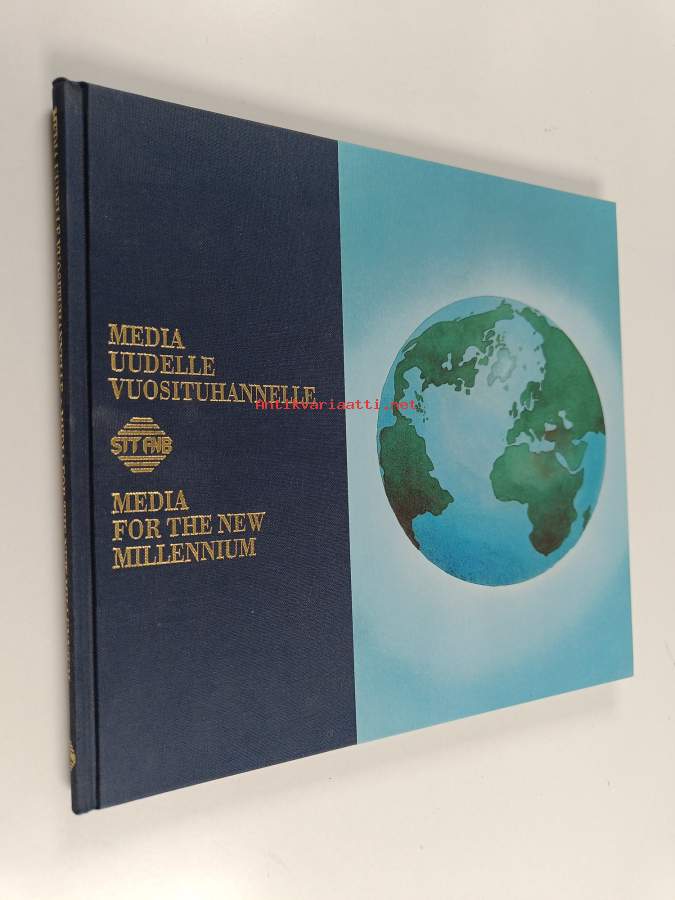 MEDIA
UUDELLE
VUOSITUHANNELLE
Antikvariaatti.net
STT FNB
MEDIA
FOR THE NEW
MILLENNIUM